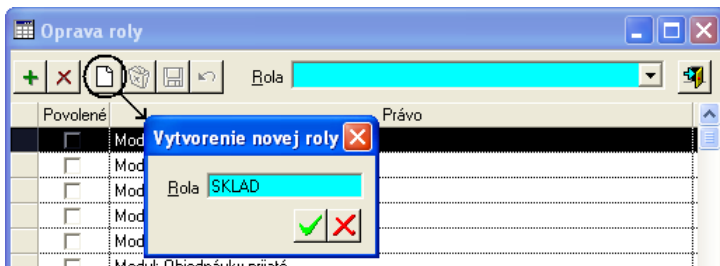 Oprava roly
Rola
Povolené Právo
Mod
Vytvorenie novej roly
Mod
Rola SKLAD
Mod
Mod
Mod
Modul: Objednávky prijaté